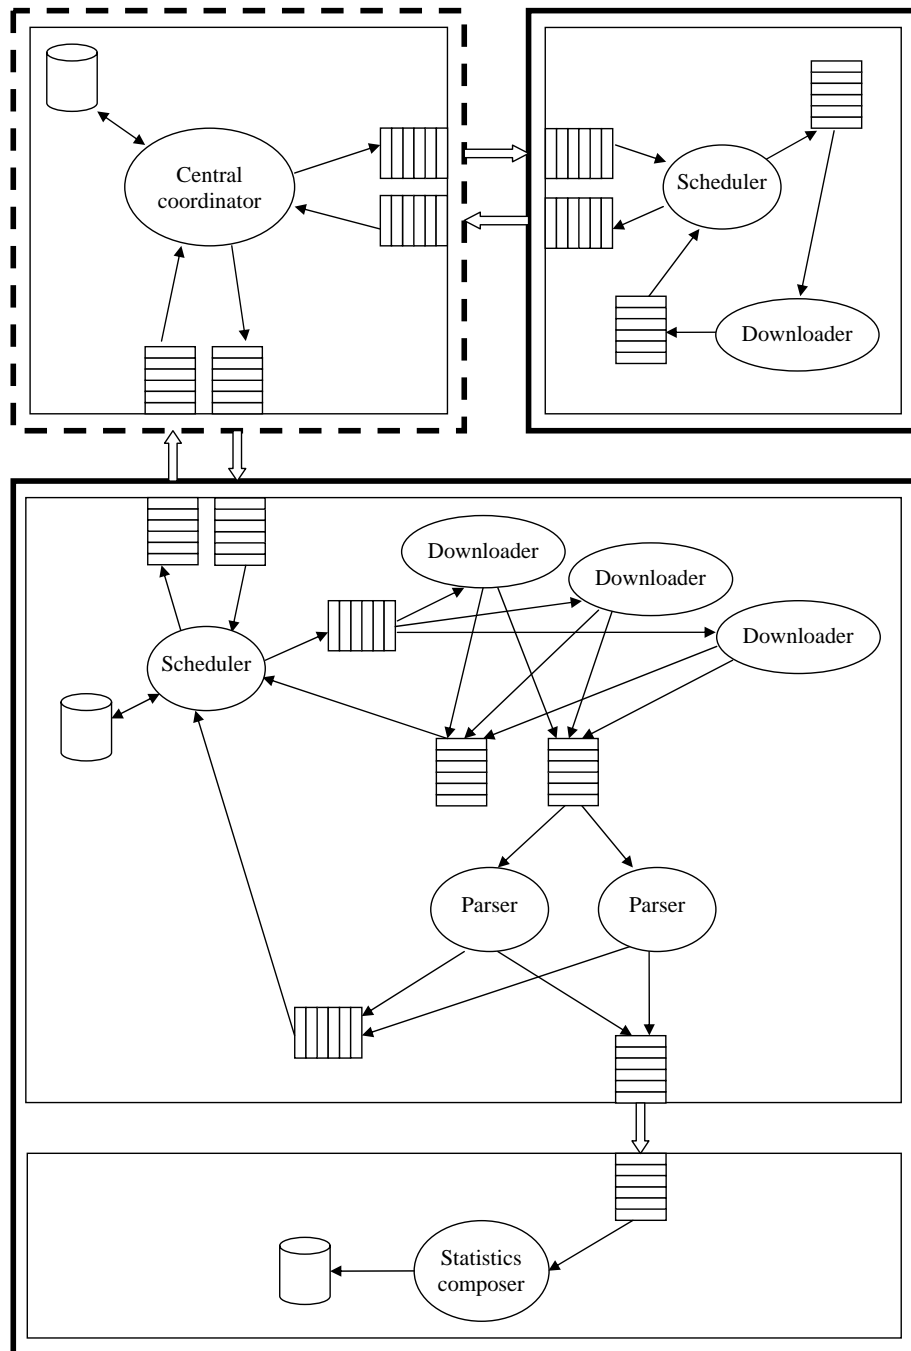 Central
coordinator
Scheduler
Downloader
Downloader
Downloader
Downloader
Scheduler
Parser
Parser
Statistics
composer